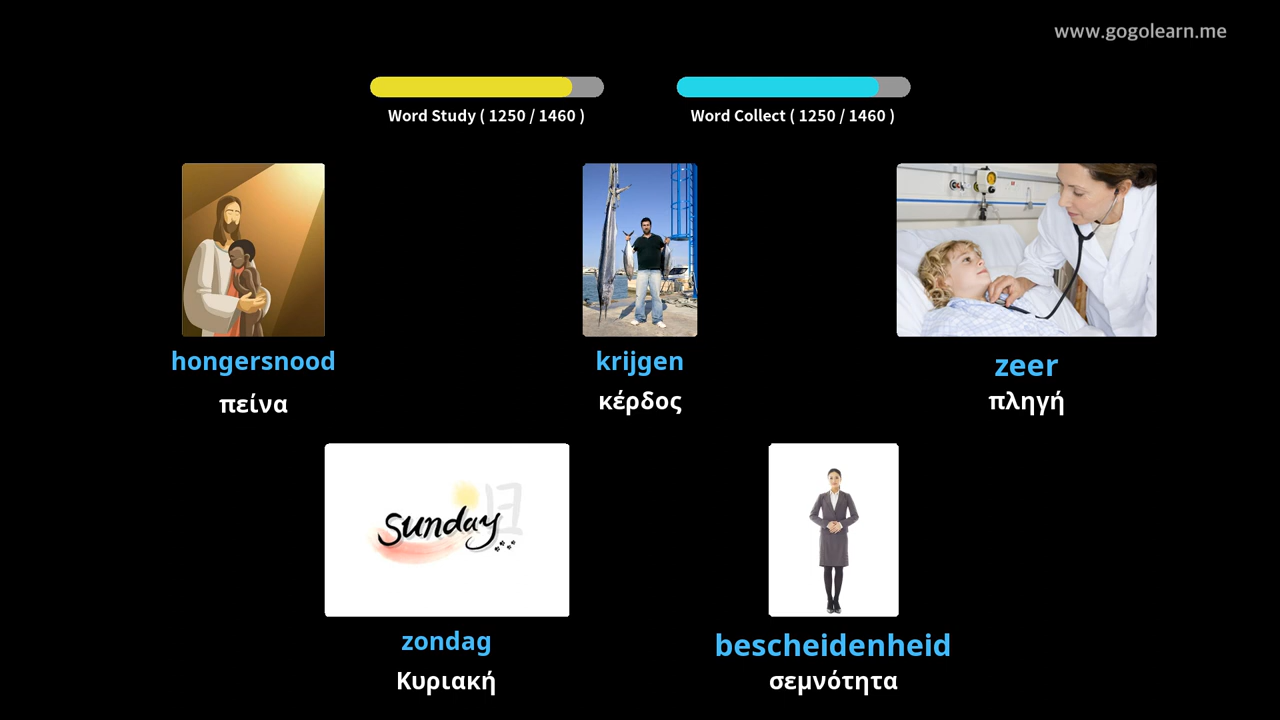 www.gogolearn.me
Word Study ( 1250 / 1460 )
Word Collect ( 1250 / 1460 )
hongersnood
πείνα
krijgen
κέρδος
zeer
πληγή
sunday
日
zondag
Κυριακή
bescheidenheid
σεμνότητα